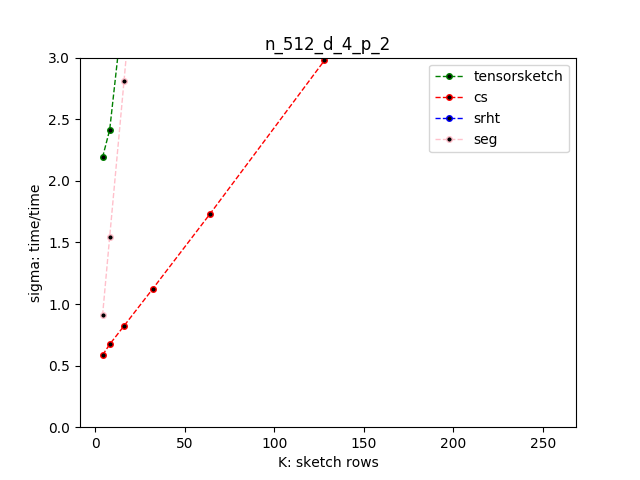 n_512_d_4_p_2
3.0
2.5
2.0
1.5
1.0
0.5
0.0
sigma: time/time
tensorsketch
cs
srht
seg
0 50 100 150 200 250
K: sketch rows